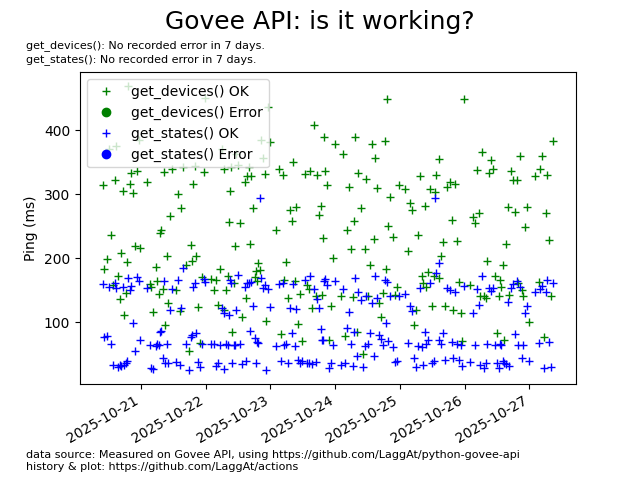 Govee API: is it working?
get_devices(): No recorded error in 7 days.
get_states(): No recorded error in 7 days.
get_devices() OK
get_devices() Error
get_states() OK
get_states() Error
Ping (ms)
400
300
200
100
2025-10-21
2025-10-22
2025-10-23
2025-10-24
2025-10-25
2025-10-26
2025-10-27
data source: Measured on Govee API, using https://github.com/LaggAt/python-govee-api
history & plot: https://github.com/LaggAt/actions